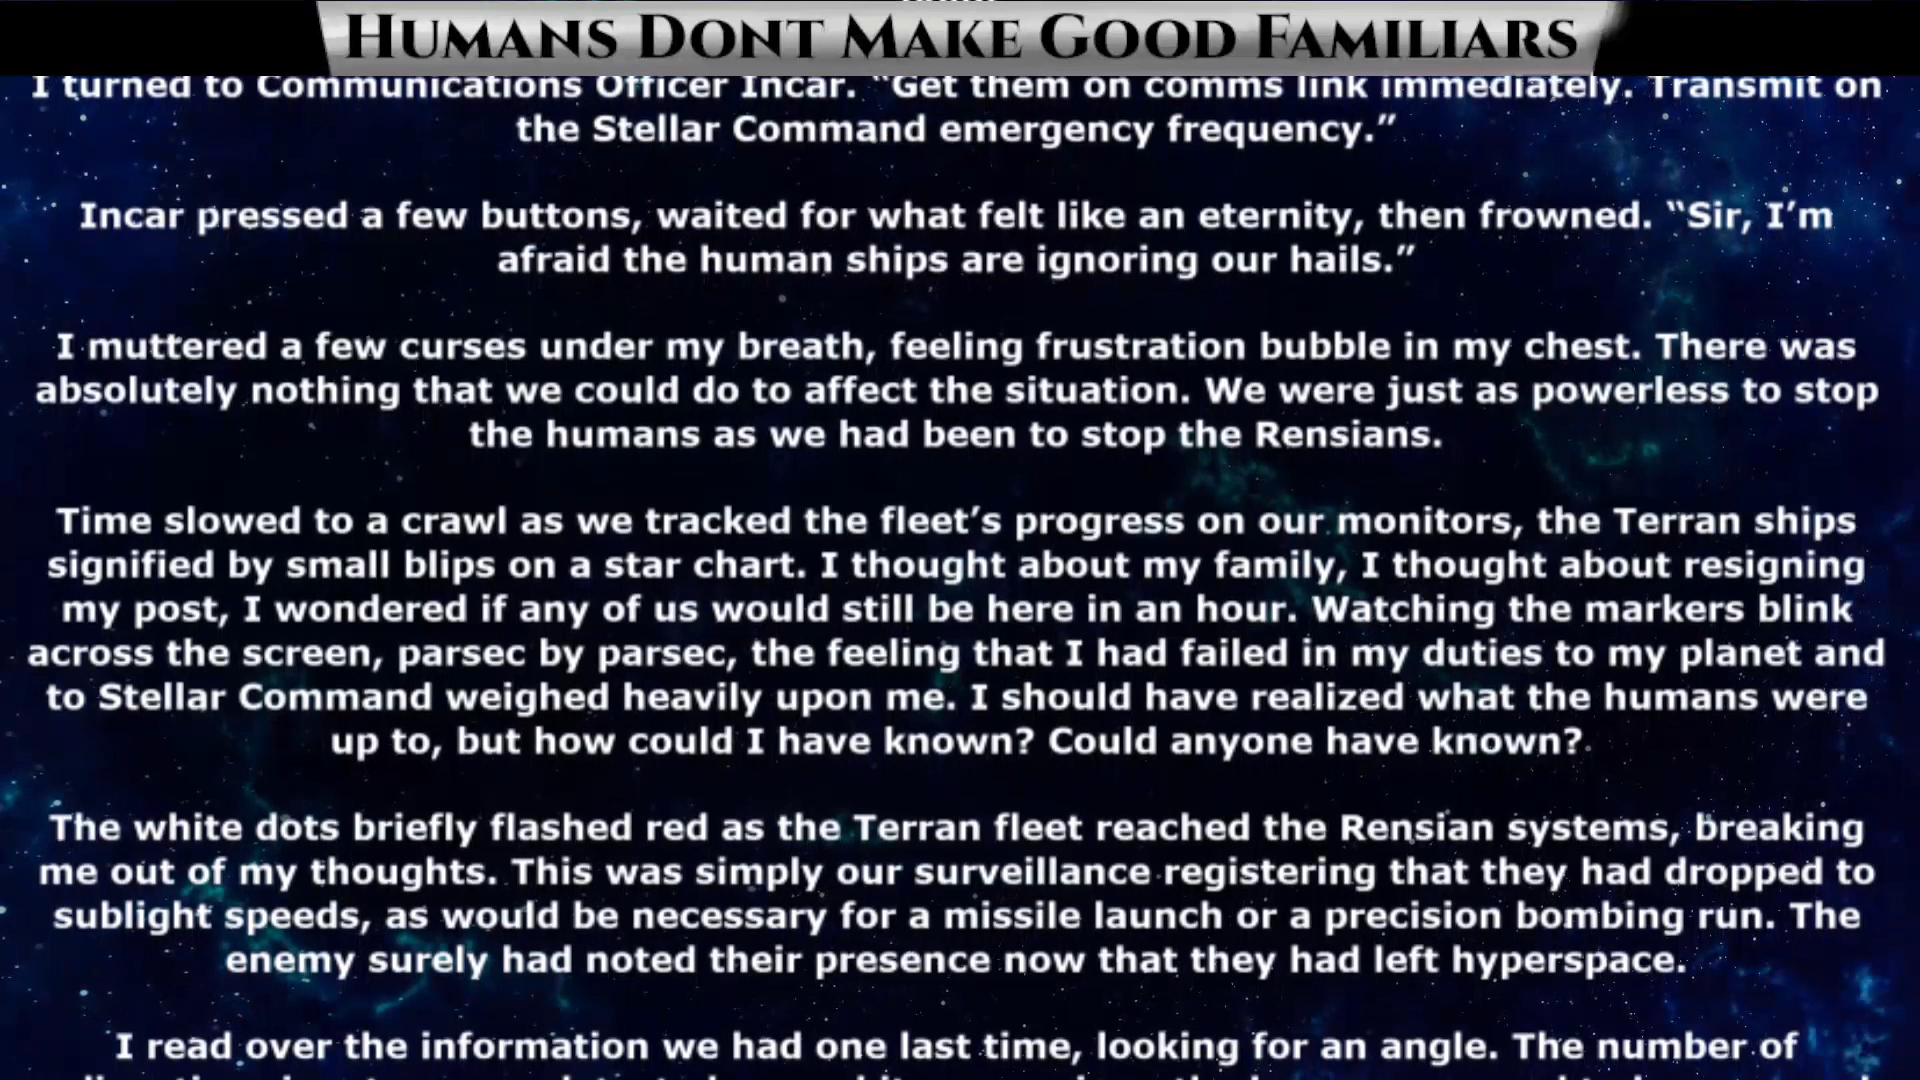 HUMANS DONT MAKE GOOD FAMILIARS
I turned to Communications Officer Incar. “Get them on comms link immediately. Transmit on
the Stellar Command emergency frequency.”
Incar pressed a few buttons, waited for what felt like an eternity, then frowned. “Sir, I’m
afraid the human ships are ignoring our hails.”
I muttered a few curses under my breath, feeling frustration bubble in my chest. There was
absolutely nothing that we could do to affect the situation. We were just as powerless to stop
the humans as we had been to stop the Rensians.
Time slowed to a crawl as we tracked the fleet’s progress on our monitors, the Terran ships
signified by small blips on a star chart. I thought about my family, I thought about resigning
my post, I wondered if any of us would still be here in an hour. Watching the markers blink
across the screen, parsec by parsec, the feeling that I had failed in my duties to my planet and
to Stellar Command weighed heavily upon me. I should have realized what the humans were
up to, but how could I have known? Could anyone have known?
The white dots briefly flashed red as the Terran fleet reached the Rensian systems, breaking
me out of my thoughts. This was simply our surveillance registering that they had dropped to
sublight speeds, as would be necessary for a missile launch or a precision bombing run. The
enemy surely had noted their presence now that they had left hyperspace.
I read over the information we had one last time, looking for an angle. The number of